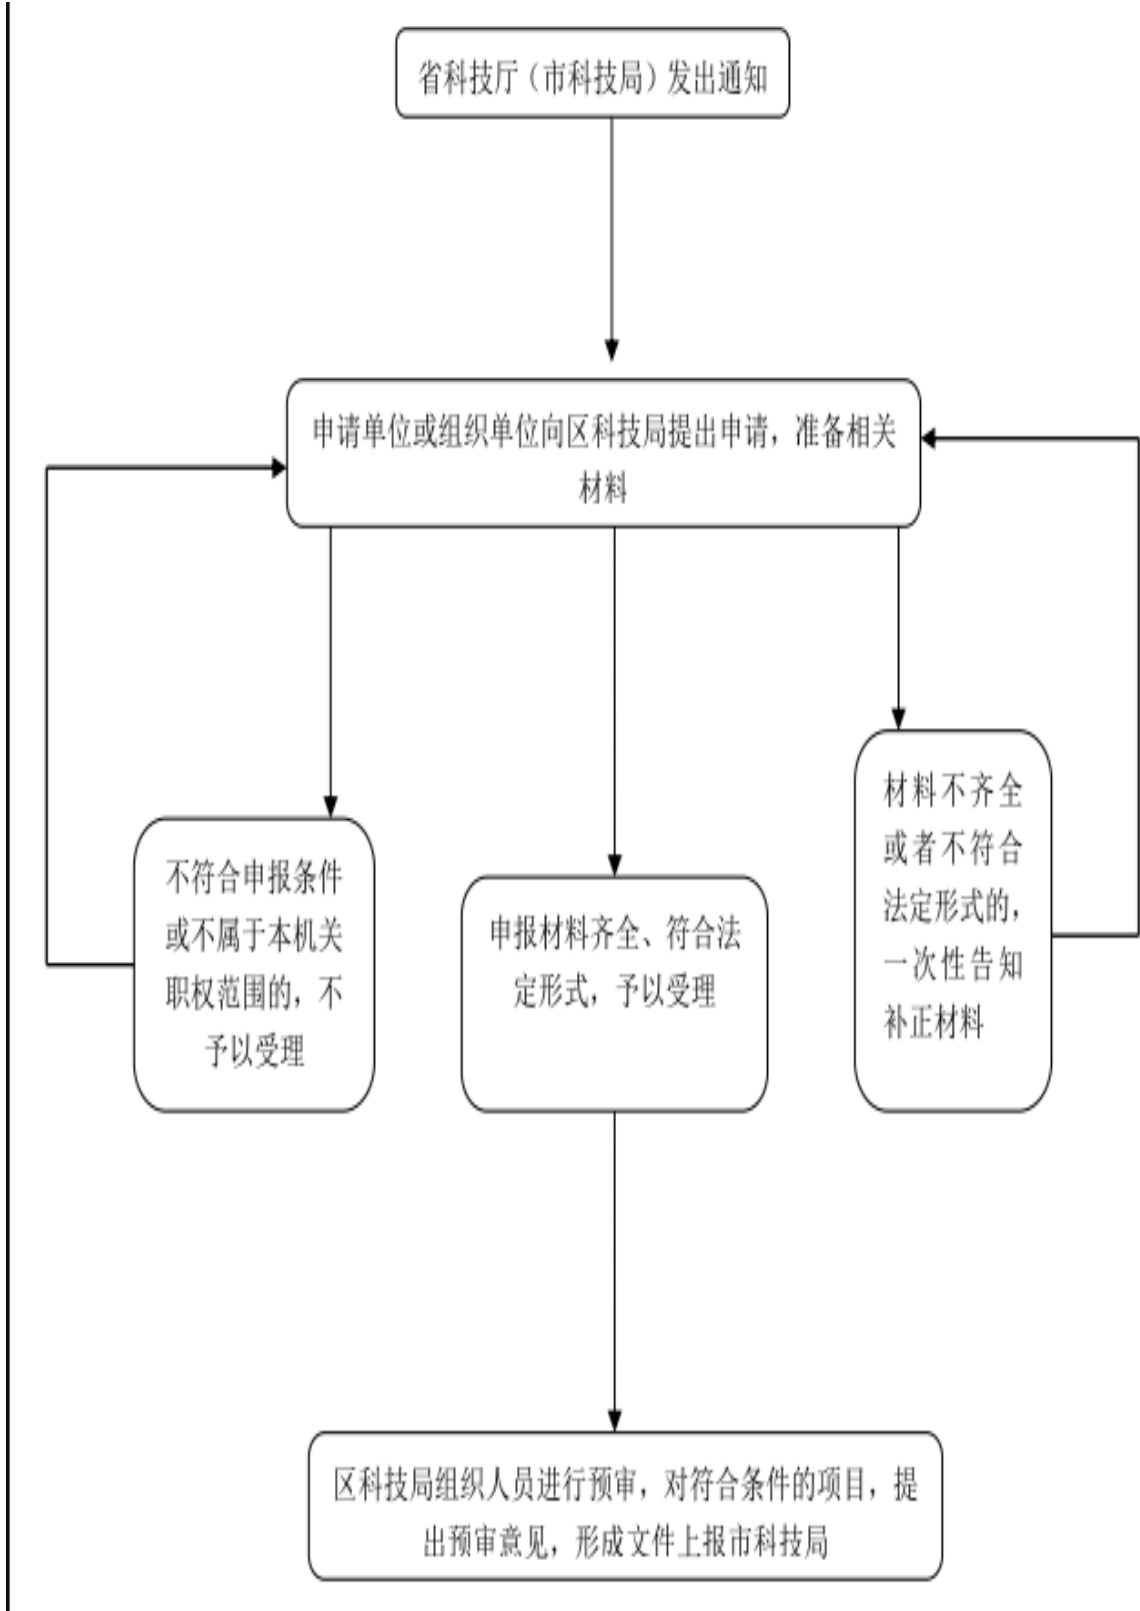 省科技厅（市科技局）发出通知
申请单位或组织单位向区科技局提出申请，准备相关
材料
不符合申报条件
或不属于本机关
职权范围的，不
予以受理
申报材料齐全、符合法
定形式，予以受理
材料不齐全
或者不符合
法定形式的，
一次性告知
补正材料
区科技局组织人员进行预审，对符合条件的项目，提
出预审意见，形成文件上报市科技局